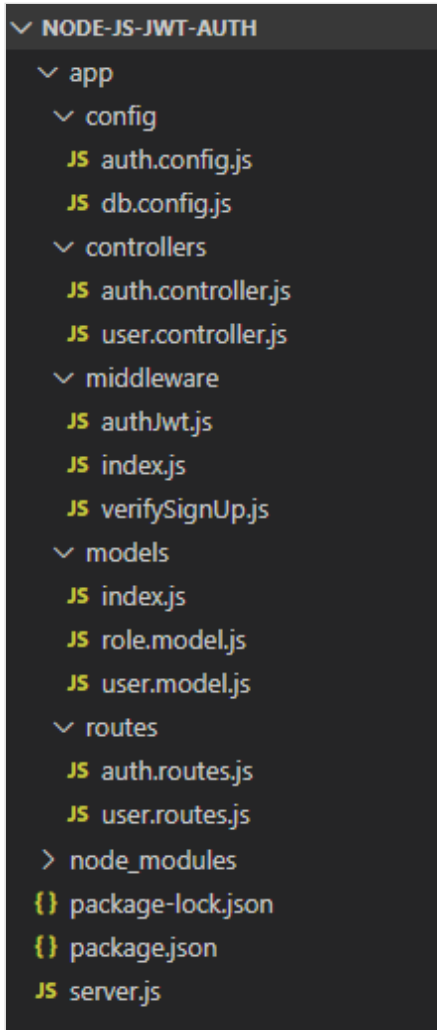 NODE-JS-JWT-AUTH
app
config
JS auth.config.js
JS db.config.js
controllers
JS auth.controller.js
JS user.controller.js
middleware
JS authJwt.js
JS index.js
JS verifySignUp.js
models
JS index.js
JS role.model.js
JS user.model.js
routes
JS auth.routes.js
JS user.routes.js
node_modules
{} package-lock.json
{} package.json
JS server.js